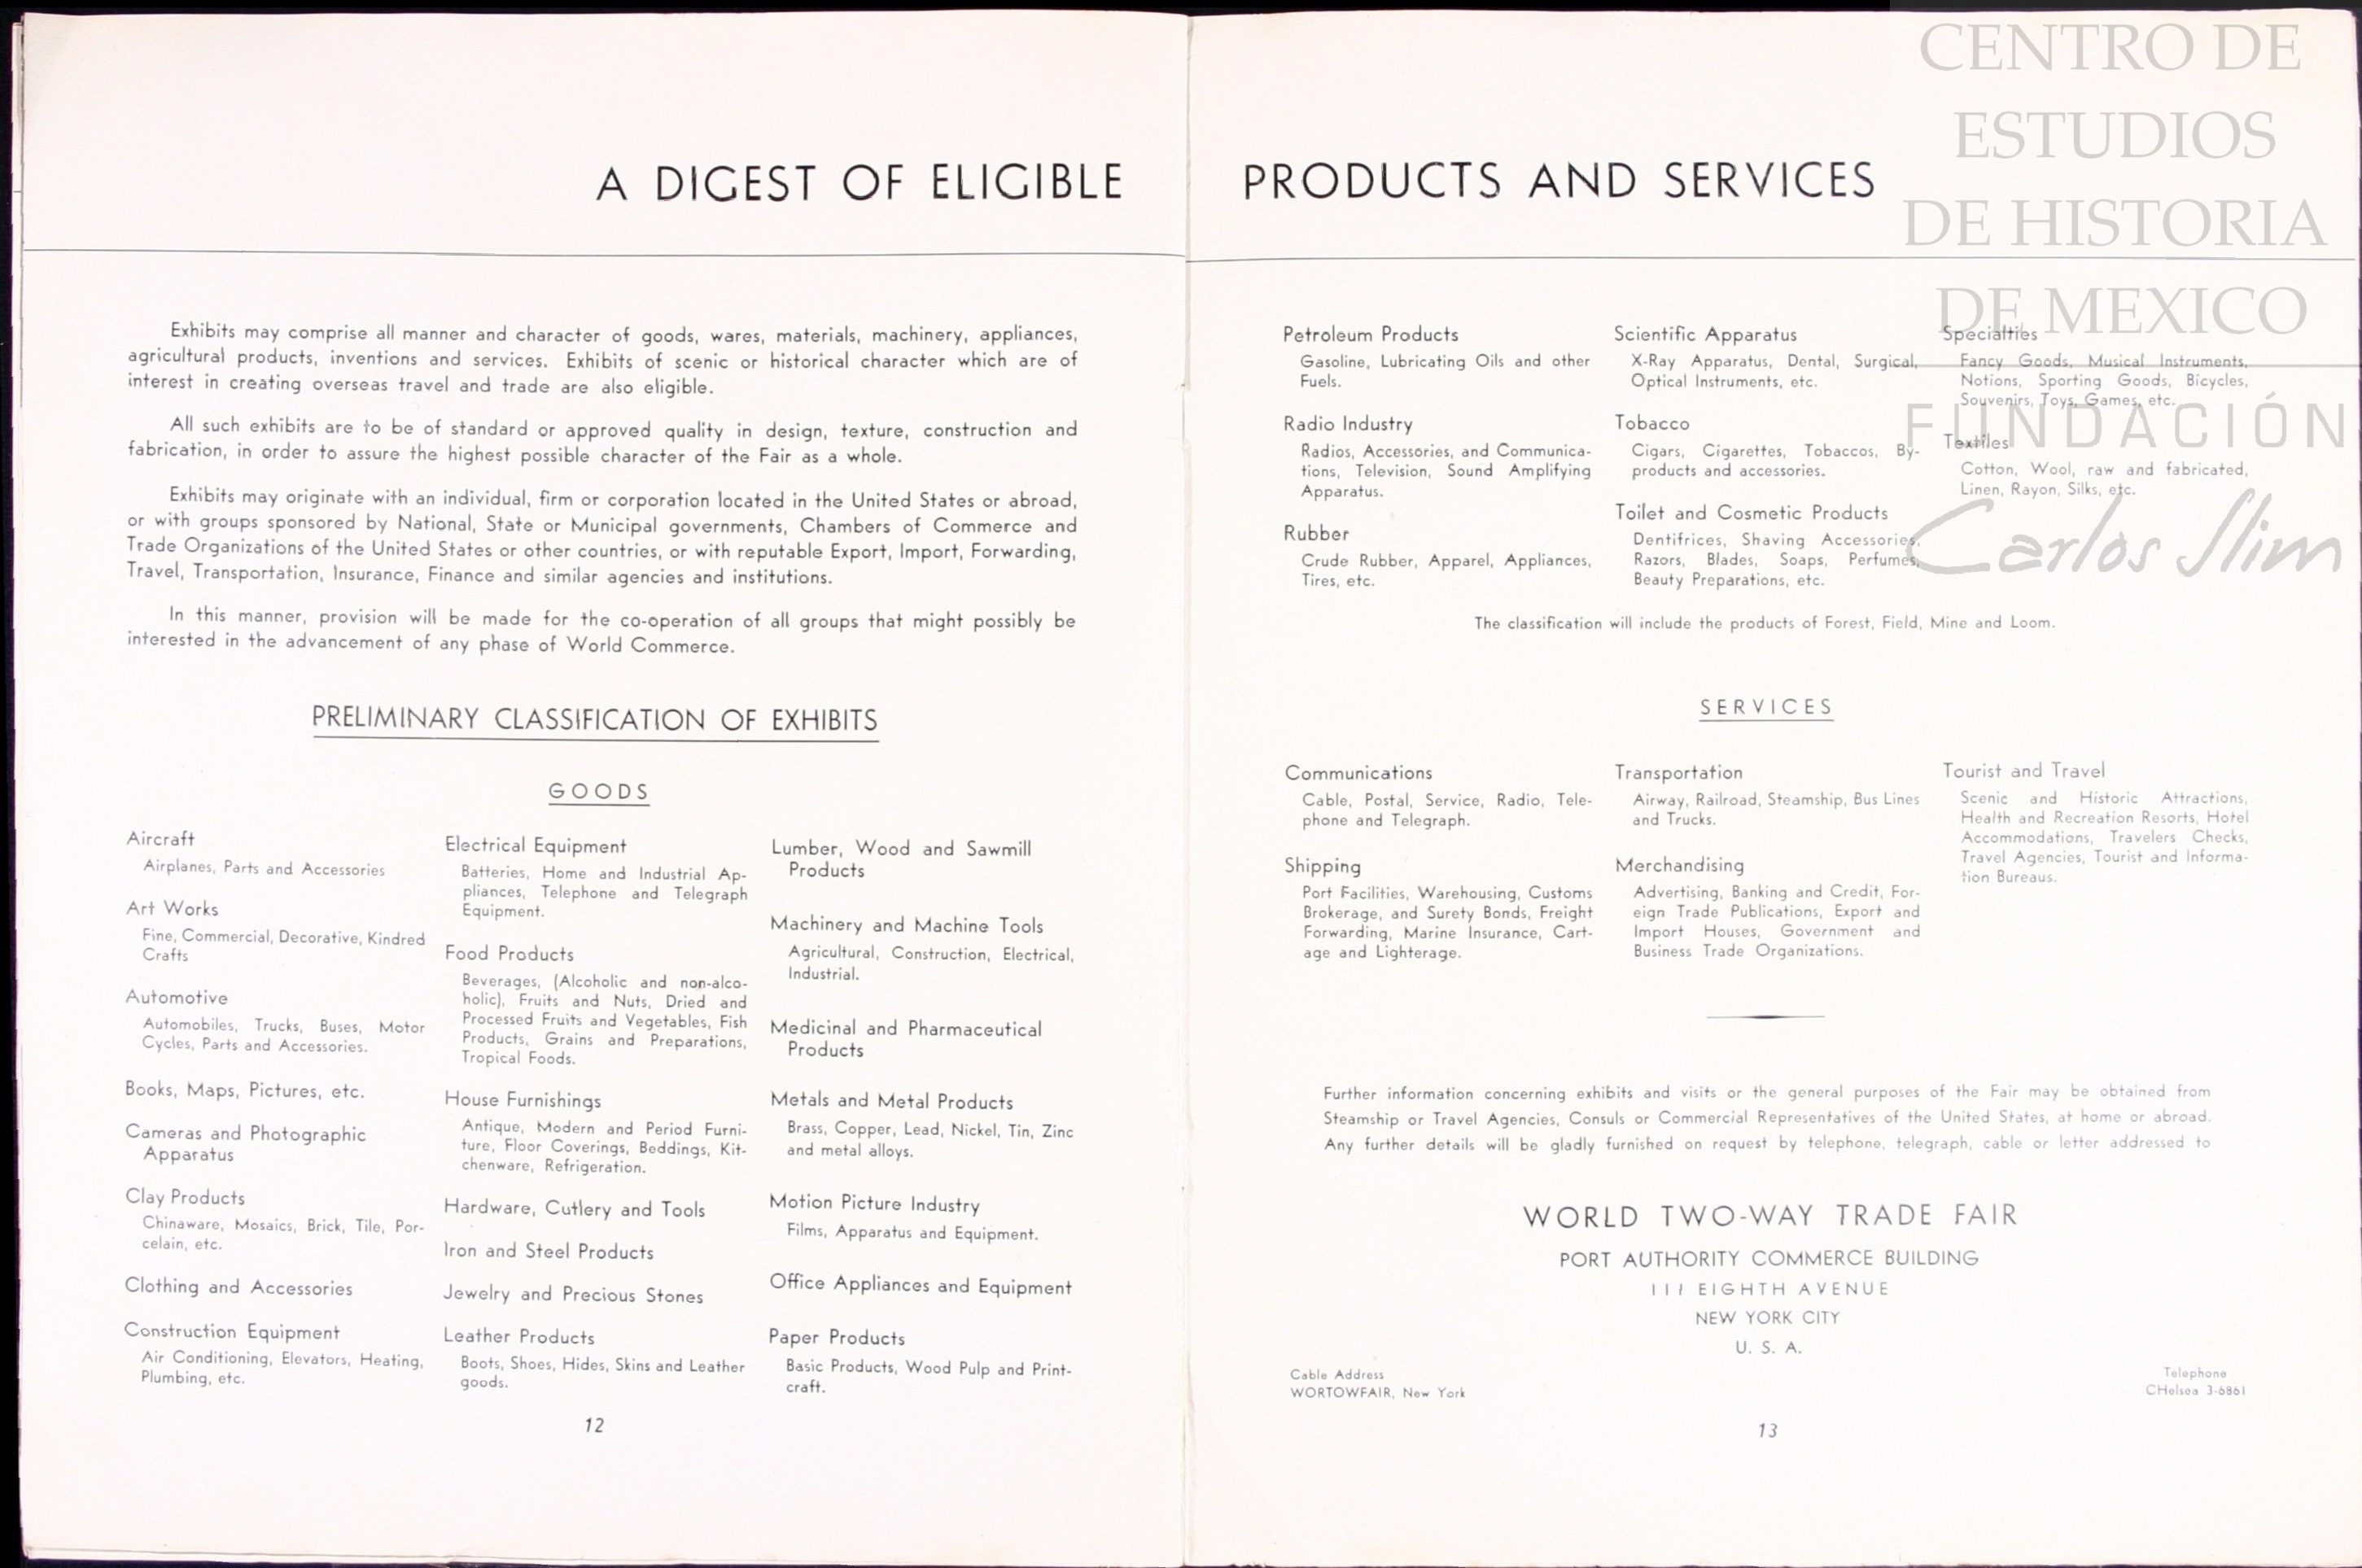 A DIGEST OF ELIGIBLE PRODUCTS AND SERVICES
Exhibits may comprise all manner and character of goods, wares, materials, machinery, appliances,
agricultural products, inventions and services. Exhibits of scenic or historical character which are of
interest in creating overseas travel and trade are also eligible.
All such exhibits are to be of standard or approved quality in design, texture, construction and
fabrication, in order to assure the highest possible character of the Fair as a whole.
Exhibits may originate with an individual, firm or corporation located in the United States or abroad,
or with groups sponsored by National, State or Municipal governments, Chambers of Commerce and
Trade Organizations of the United States or other countries, or with reputable Export, Import, Forwarding,
Travel, Transportation, Insurance, Finance and similar agencies and institutions.
In this manner, provision will be made for the co-operation of all groups that might possibly be
interested in the advancement of any phase of World Commerce.
PRELIMINARY CLASSIFICATION OF EXHIBITS
GOODS
Aircraft
Airplanes, Parts and Accessories
Art Works
Fine, Commercial, Decorative, Kindred
Crafts
Automotive
Automobiles, Trucks, Buses, Motor
Cycles, Parts and Accessories.
Books, Maps, Pictures, etc.
Cameras and Photographic
Apparatus
Clay Products
Chinaware, Mosaics, Brick, Tile, Por-
celain, etc.
Clothing and Accessories
Construction Equipment
Air Conditioning, Elevators, Heating,
Plumbing, etc.
Electrical Equipment
Batteries, Home and Industrial Ap-
pliances, Telephone and Telegraph
Equipment.
Food Products
Beverages, (Alcoholic and non-alco-
holic), Fruits and Nuts, Dried and
Processed Fruits and Vegetables, Fish
Products, Grains and Preparations,
Tropical Foods.
House Furnishings
Antique, Modern and Period Furni-
ture, Floor Coverings, Beddings, Kit-
chenware, Refrigeration.
Hardware, Cutlery and Tools
Iron and Steel Products
Jewelry and Precious Stones
Leather Products
Boots, Shoes, Hides, Skins and Leather
goods.
Lumber, Wood and Sawmill
Products
Machinery and Machine Tools
Agricultural, Construction, Electrical,
Industrial.
Medicinal and Pharmaceutical
Products
Metals and Metal Products
Brass, Copper, Lead, Nickel, Tin, Zinc
and metal alloys.
Motion Picture Industry
Films, Apparatus and Equipment.
Office Appliances and Equipment
Paper Products
Basic Products, Wood Pulp and Print-
craft.
12
Petroleum Products
Gasoline, Lubricating Oils and other
Fuels.
Radio Industry
Radios, Accessories, and Communica-
tions, Television, Sound Amplifying
Apparatus.
Rubber
Crude Rubber, Apparel, Appliances,
Tires, etc.
Scientific Apparatus
X-Ray Apparatus, Dental, Surgical,
Optical Instruments, etc.
Tobacco
Cigars, Cigarettes, Tobaccos, By-
products and accessories.
Toilet and Cosmetic Products
Dentifrices, Shaving Accessories,
Razors, Blades, Soaps, Perfumes,
Beauty Preparations, etc.
Specialties
Fancy Goods, Musical Instruments,
Notions, Sporting Goods, Bicycles,
Souvenirs, Toys, Games, etc.
Textiles
Cotton, Wool, raw and fabricated,
Linen, Rayon, Silks, etc.
The classification will include the products of Forest, Field, Mine and Loom.
SERVICES
Communications
Cable, Postal, Service, Radio, Tele-
phone and Telegraph.
Shipping
Port Facilities, Warehousing, Customs
Brokerage, and Surety Bonds, Freight
Forwarding, Marine Insurance, Cart-
age and Lighterage.
Transportation
Airway, Railroad, Steamship, Bus Lines
and Trucks.
Merchandising
Advertising, Banking and Credit, For-
eign Trade Publications, Export and
Import Houses, Government and
Business Trade Organizations.
Tourist and Travel
Scenic and Historic Attractions,
Health and Recreation Resorts, Hotel
Accommodations, Travelers Checks,
Travel Agencies, Tourist and Informa-
tion Bureaus.
Further information concerning exhibits and visits or the general purposes of the Fair may be obtained from
Steamship or Travel Agencies, Consuls or Commercial Representatives of the United States, at home or abroad.
Any further details will be gladly furnished on request by telephone, telegraph, cable or letter addressed to
WORLD TWO-WAY TRADE FAIR
PORT AUTHORITY COMMERCE BUILDING
111 EIGHTH AVENUE
NEW YORK CITY
U. S. A.
Cable Address
WORTOWFAIR, New York
Telephone
CHelsea 3-6861
13
CENTRO DE
ESTUDIOS
DE HISTORIA
DE MEXICO
FUNDACIÓN
Carlos Slim